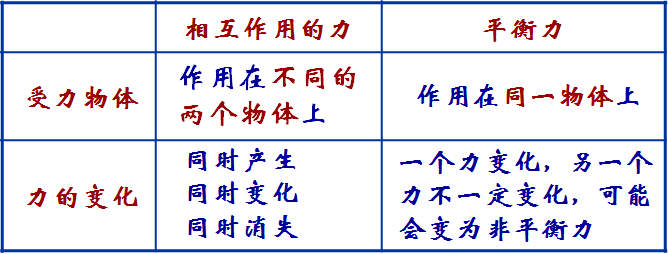 相互作用的力
平衡力
受力物体
作用在不同的
两个物体上
作用在同一物体上
力的变化
同时产生
同时变化
同时消失
一个力变化，另一个
力不一定变化，可能
会变为非平衡力